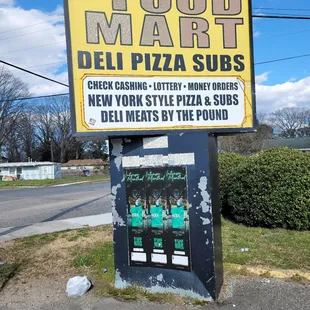 FOOD
MART
DELI PIZZA SUBS
CHECK CASHING • LOTTERY • MONEY ORDERS
NEW YORK STYLE PIZZA & SUBS
DELI MEATS BY THE POUND